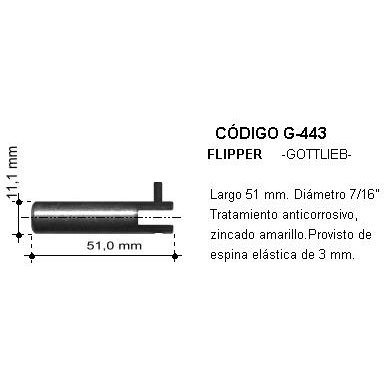 CÓDIGO G-443
FLIPPER -GOTTLIEB-
11,1 mm
Largo 51 mm. Diámetro 7/16"
Tratamiento anticorrosivo,
zincado amarillo.Provisto de
espina elástica de 3 mm.
51,0 mm